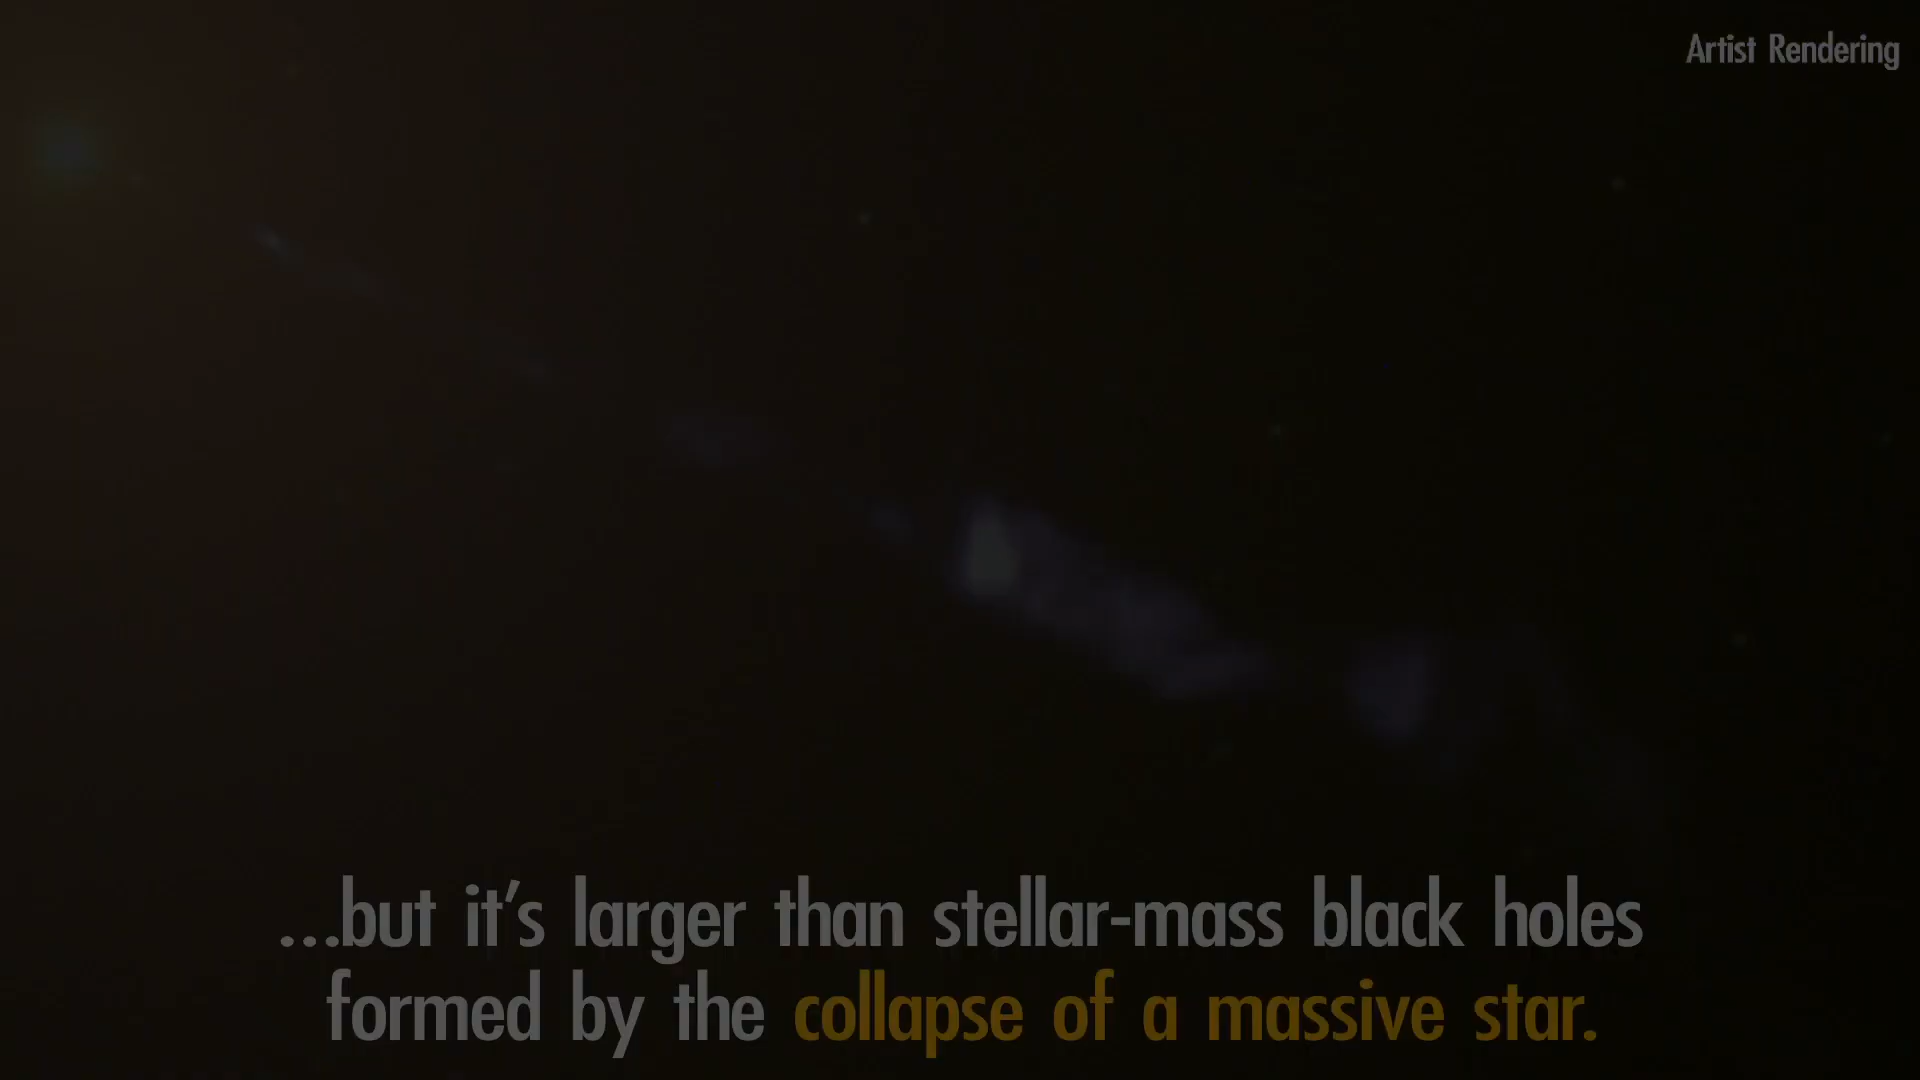 Artist Rendering
...but it’s larger than stellar-mass black holes
formed by the collapse of a massive star.